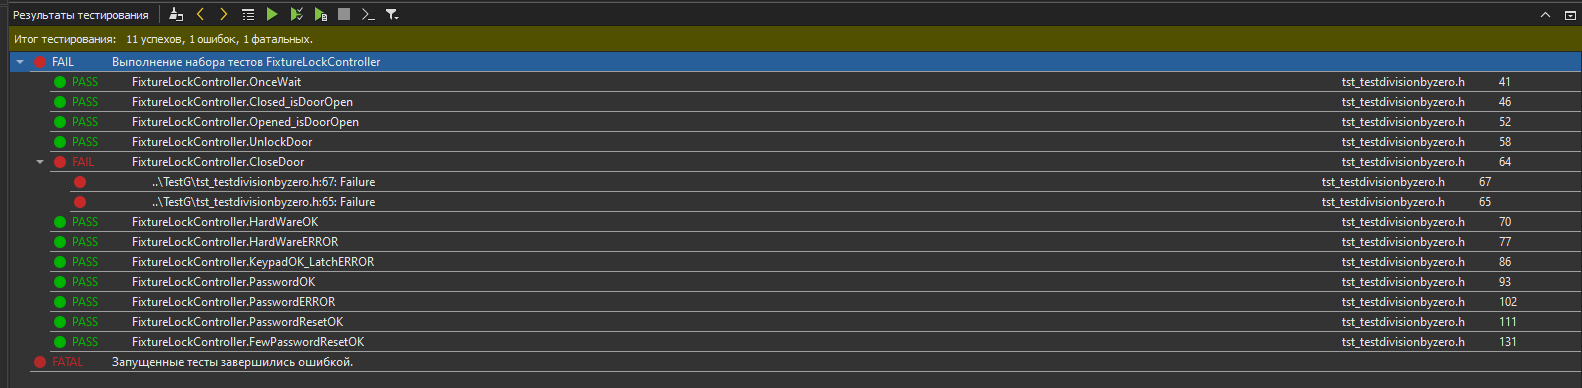 Результаты тестирования
Итог тестирования: 11 успехов, 1 ошибок, 1 фатальных.
FAIL Выполнение набора тестов FixtureLockController
PASS FixtureLockController.OnceWait tst_testdivisionbyzero.h 41
PASS FixtureLockController.Closed_isDoorOpen tst_testdivisionbyzero.h 46
PASS FixtureLockController.Opened_isDoorOpen tst_testdivisionbyzero.h 52
PASS FixtureLockController.UnlockDoor tst_testdivisionbyzero.h 58
FAIL FixtureLockController.CloseDoor tst_testdivisionbyzero.h 64
..\TestG\tst_testdivisionbyzero.h:67: Failure tst_testdivisionbyzero.h 67
..\TestG\tst_testdivisionbyzero.h:65: Failure tst_testdivisionbyzero.h 65
PASS FixtureLockController.HardWareOK tst_testdivisionbyzero.h 70
PASS FixtureLockController.HardWareERROR tst_testdivisionbyzero.h 77
PASS FixtureLockController.KeypadOK_LatchERROR tst_testdivisionbyzero.h 86
PASS FixtureLockController.PasswordOK tst_testdivisionbyzero.h 93
PASS FixtureLockController.PasswordERROR tst_testdivisionbyzero.h 102
PASS FixtureLockController.PasswordResetOK tst_testdivisionbyzero.h 111
PASS FixtureLockController.FewPasswordResetOK tst_testdivisionbyzero.h 131
FATAL Запущенные тесты завершились ошибкой.